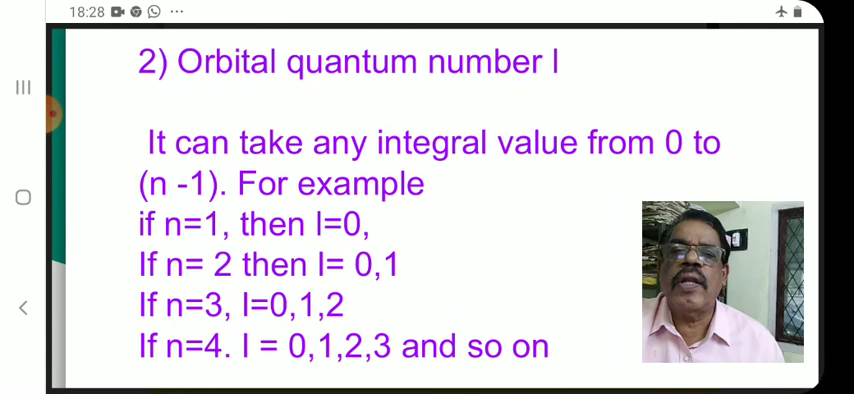 18:28
2) Orbital quantum number l
It can take any integral value from 0 to
(n -1). For example
if n=1, then l=0,
If n= 2 then l= 0,1
If n=3, l=0,1,2
If n=4. l = 0,1,2,3 and so on